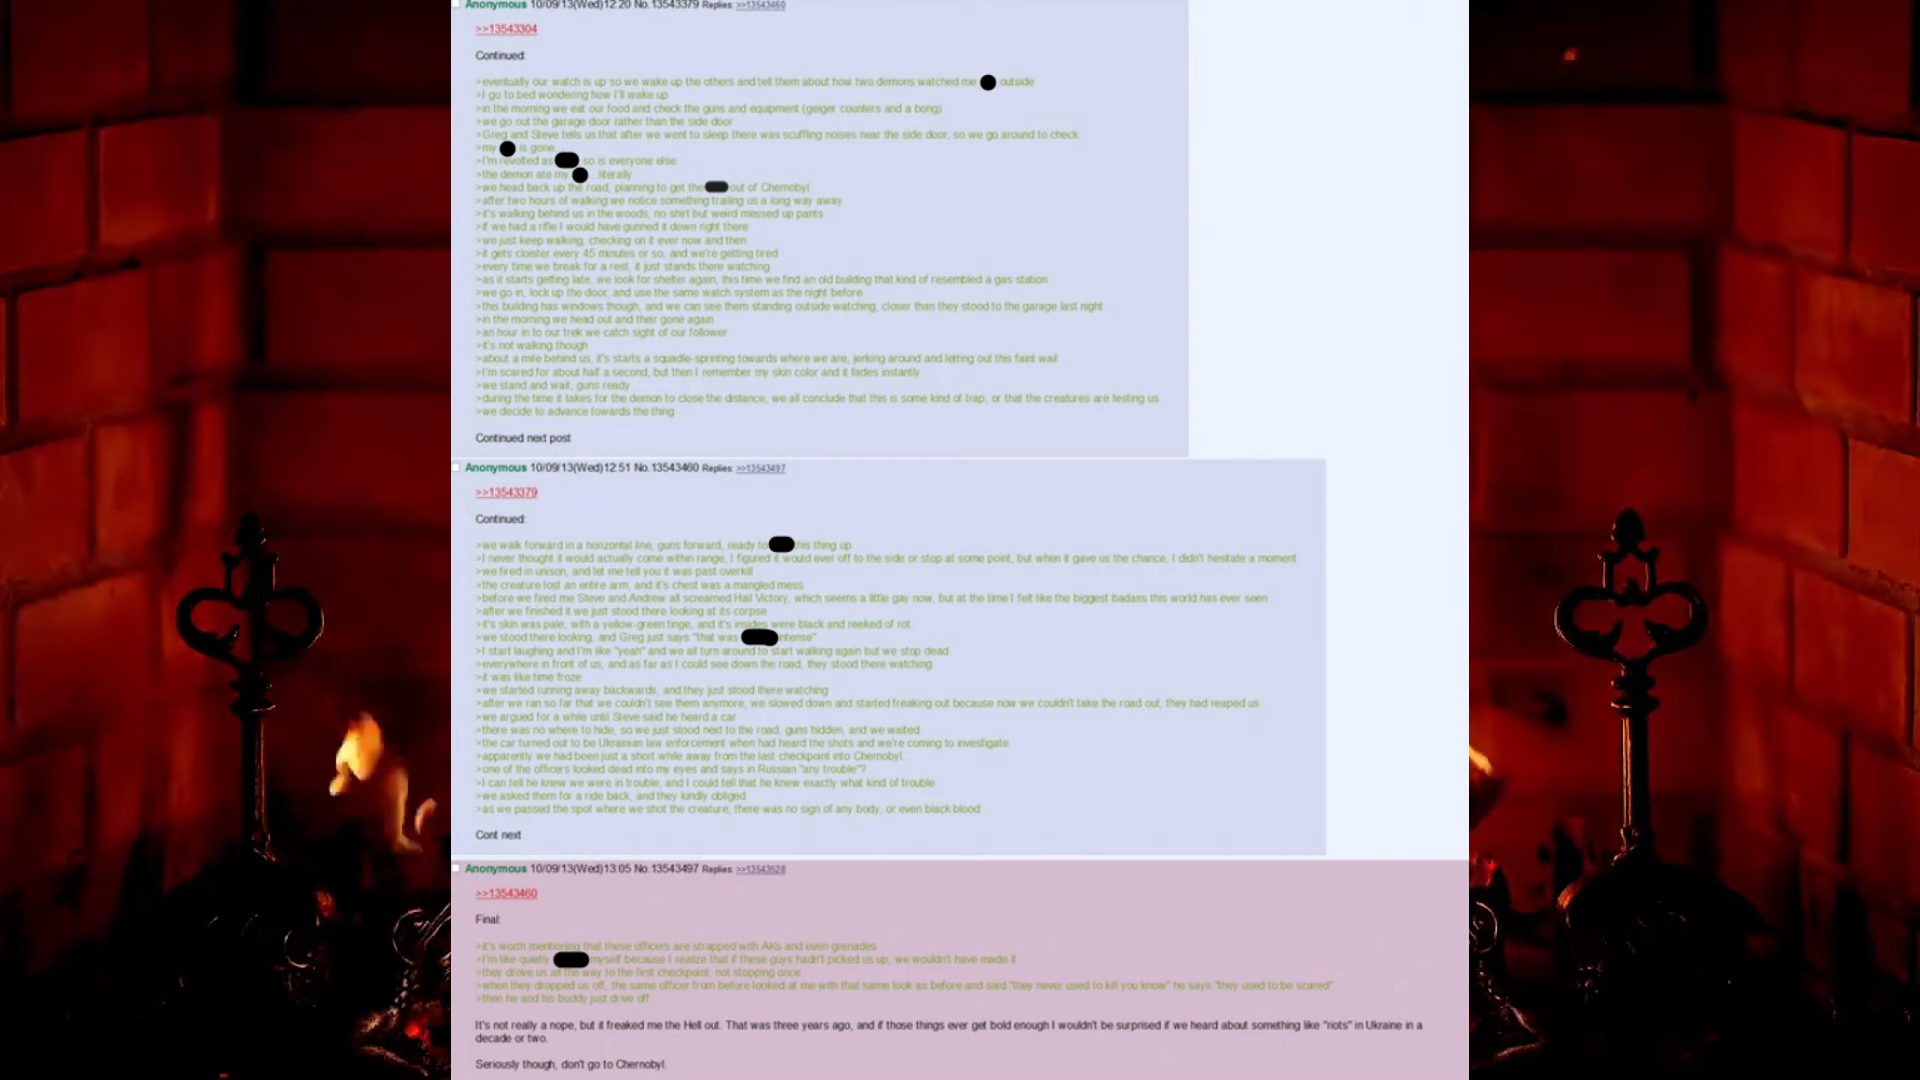 Anonymous 10/09/13(Wed)12:20 No.13543379 Replies: >>13543460
>>13543304
Continued:
>eventually our watch is up so we wake up the others and tell them about how two demons watched me outside
>I go to bed wondering how I'll wake up
>in the morning we eat our food and check the guns and equipment (geiger counters and a bong)
>we go out the garage door rather than the side door
>Greg and Steve tells us that after we went to sleep there was scuffling noises near the side door, so we go around to check
>my is gone.
>I'm revolted as so is everyone else
>the demon ate my ...literally
>we head back up the road, planning to get the out of Chernobyl
>after two hours of walking we notice something trailing us a long way away
>it's walking behind us in the woods, no shirt but weird messed up pants
>if we had a rifle I would have gunned it down right there
>we just keep walking, checking on it ever now and then
>it gets cloister every 45 minutes or so, and we're getting tired
>every time we break for a rest, it just stands there watching
>as it starts getting late, we look for shelter again, this time we find an old building that kind of resembled a gas station
>we go in, lock up the door, and use the same watch system as the night before
>this building has windows though, and we can see them standing outside watching, closer than they stood to the garage last night
>in the morning we head out and their gone again
>an hour in to our trek we catch sight of our follower
>it's not walking though
>about a mile behind us, it's starts a squadle-sprinting towards where we are, jerking around and letting out this faint wail
>I'm scared for about half a second, but then I remember my skin color and it fades instantly
>we stand and wait, guns ready
>during the time it takes for the demon to close the distance, we all conclude that this is some kind of trap, or that the creatures are testing us
>we decide to advance towards the thing
Continued next post
Anonymous 10/09/13(Wed)12:51 No.13543460 Replies: >>13543497
>>13543379
Continued:
>we walk forward in a horizontal line, guns forward, ready to this thing up
>I never thought it would actually come within range, I figured it would ever off to the side or stop at some point, but when it gave us the chance, I didn't hesitate a moment
>we fired in unison, and let me tell you it was past overkill
>the creature lost an entire arm, and it's chest was a mangled mess
>before we fired me Steve and Andrew all screamed Hail Victory, which seems a little gay now, but at the time I felt like the biggest badass this world has ever seen
>after we finished it we just stood there looking at its corpse
>it's skin was pale, with a yellow-green tinge, and it's insides were black and reeked of rot
>we stood there looking, and Greg just says "that was intense"
>I start laughing and I'm like "yeah" and we all turn around to start walking again but we stop dead
>everywhere in front of us, and as far as I could see down the road, they stood there watching
>it was like time froze
>we started running away backwards, and they just stood there watching
>after we ran so far that we couldn't see them anymore, we slowed down and started freaking out because now we couldn't take the road out, they had reaped us
>we argued for a while until Steve said he heard a car
>there was no where to hide, so we just stood next to the road, guns hidden, and we waited
>the car turned out to be Ukrainian law enforcement when had heard the shots and we're coming to investigate
>apparently we had been just a short while away from the last checkpoint into Chernobyl.
>one of the officers looked dead into my eyes and says in Russian "any trouble"?
>I can tell he knew we were in trouble, and I could tell that he knew exactly what kind of trouble
>we asked them for a ride back, and they kindly obliged
>as we passed the spot where we shot the creature, there was no sign of any body, or even black blood
Cont next
Anonymous 10/09/13(Wed)13:05 No.13543497 Replies: >>13543528
>>13543460
Final:
>it's worth mentioning that these officers are strapped with AKs and even grenades
>I'm like quietly myself because I realize that if these guys hadn't picked us up, we wouldn't have made it
>they drove us all the way to the first checkpoint, not stopping once
>when they dropped us off, the same officer from before looked at me with that same look as before and said "they never used to kill you know" he says "they used to be scared"
>then he and his buddy just drive off
It's not really a nope, but it freaked me the Hell out. That was three years ago, and if those things ever get bold enough I wouldn't be surprised if we heard about something like "riots" in Ukraine in a
decade or two.
Seriously though, don't go to Chernobyl.